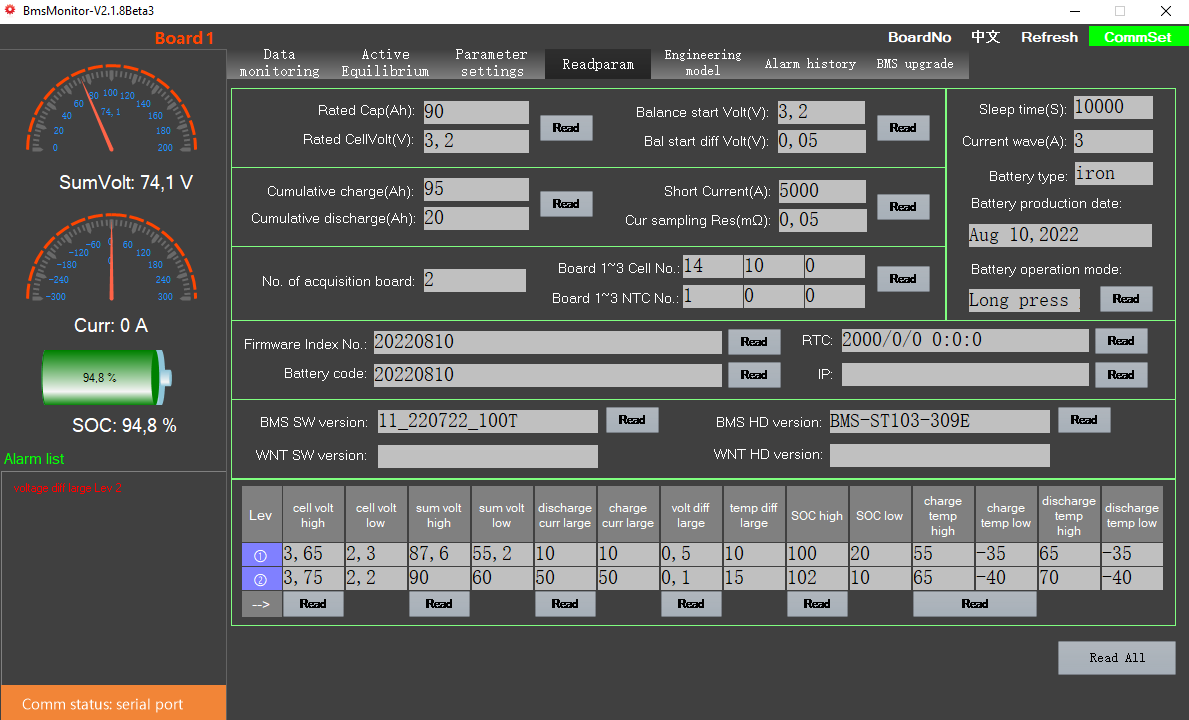 BmsMonitor-V2.1.8Beta3
Board 1
BoardNo 中文 Refresh CommSet
Data monitoring
Active Equilibrium
Parameter settings
Readparam
Engineering model
Alarm history
BMS upgrade
0 20 40 60 80 100 120 140 160 180 200
74,1
SumVolt: 74,1 V
-300 -240 -180 -120 -60 0 60 120 180 240 300
0
Curr: 0 A
94,8 %
SOC: 94,8 %
Alarm list
voltage diff large Lev 2
Comm status: serial port
Rated Cap(Ah): 90
Rated CellVolt(V): 3,2
Read
Balance start Volt(V): 3,2
Bal start diff Volt(V): 0,05
Read
Cumulative charge(Ah): 95
Cumulative discharge(Ah): 20
Read
Short Current(A): 5000
Cur sampling Res(mΩ): 0,05
Read
No. of acquisition board: 2
Board 1~3 Cell No.: 14 10 0
Board 1~3 NTC No.: 1 0 0
Read
Sleep time(S): 10000
Current wave(A): 3
Battery type: iron
Battery production date:
Aug 10,2022
Battery operation mode:
Long press
Read
Firmware Index No.: 20220810 Read
Battery code: 20220810 Read
RTC: 2000/0/0 0:0:0 Read
IP: Read
BMS SW version: 11_220722_100T Read
WNT SW version:
BMS HD version: BMS-ST103-309E Read
WNT HD version:
Lev cell volt high cell volt low sum volt high sum volt low discharge curr large charge curr large volt diff large temp diff large SOC high SOC low charge temp high charge temp low discharge temp high discharge temp low
① 3,65 2,3 87,6 55,2 10 10 0,5 10 100 20 55 -35 65 -35
② 3,75 2,2 90 60 50 50 0,1 15 102 10 65 -40 70 -40
--> Read Read Read Read Read Read
Read All